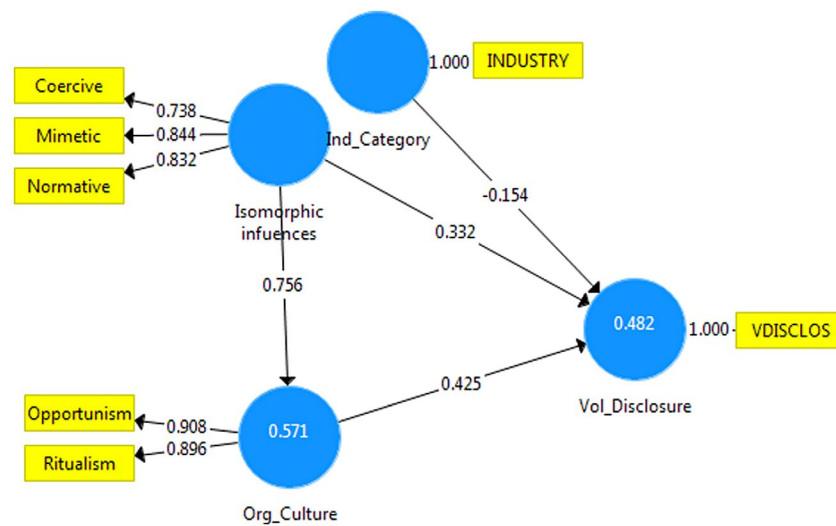 1.000
INDUSTRY
Coercive
0.738
Mimetic
0.844
Normative
0.832
Ind_Category
Isomorphic
infuences
-0.154
0.332
0.756
0.482
1.000
VDISCLOS
Vol_Disclosure
0.425
Opportunism
0.908
0.571
Ritualism
0.896
Org_Culture